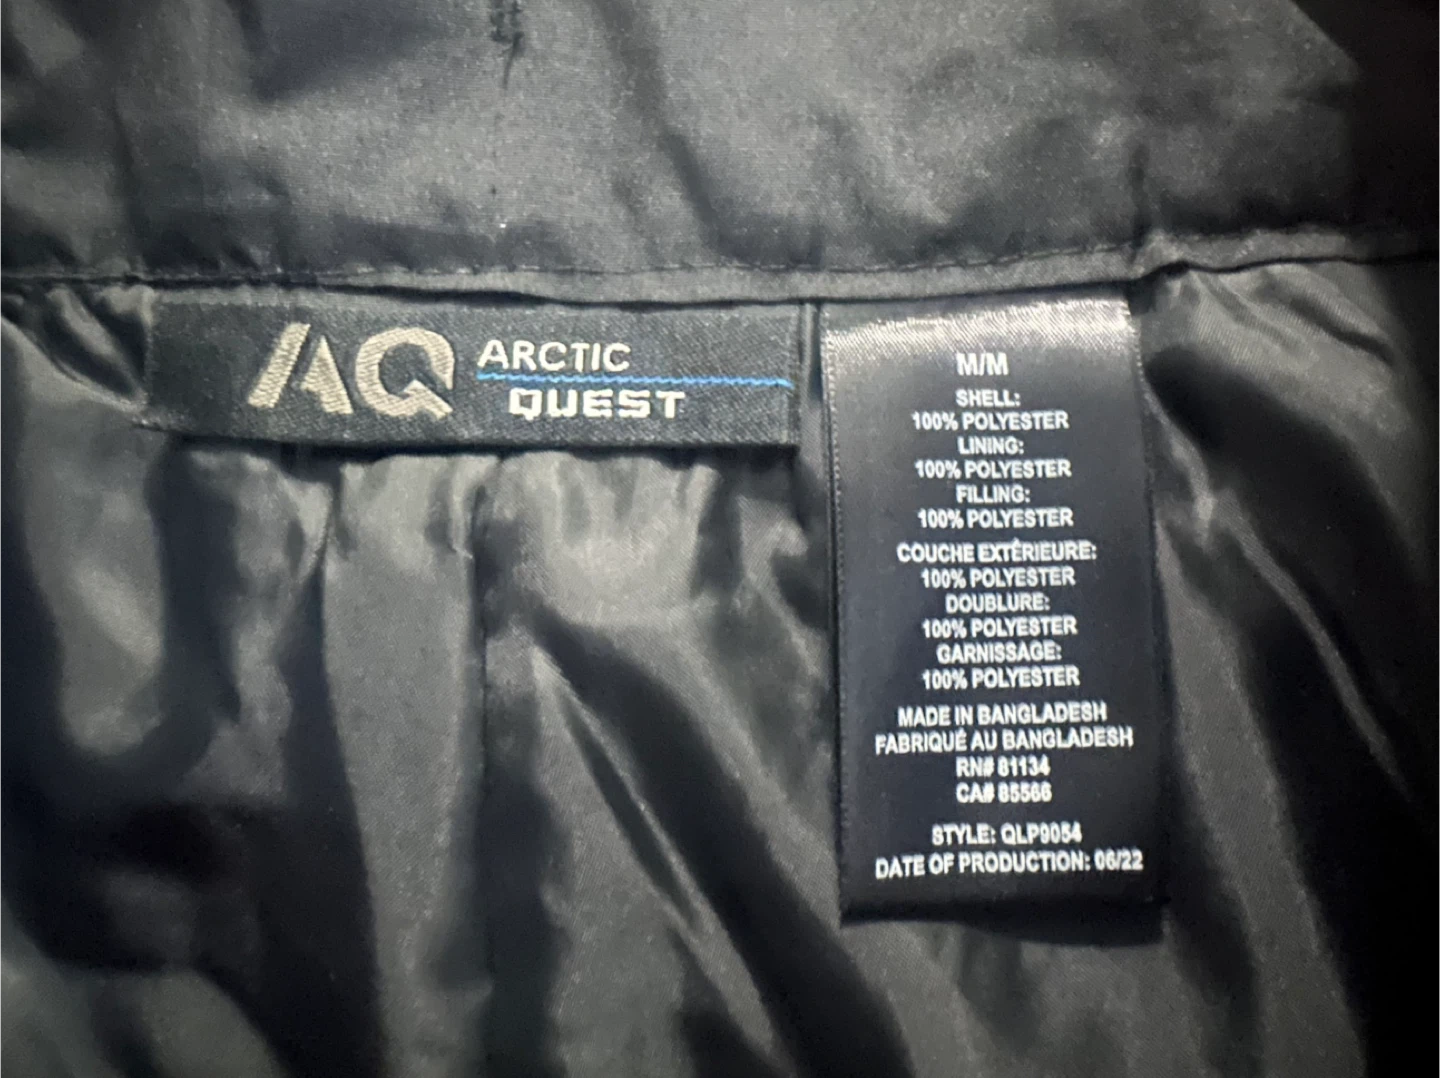 AQ ARCTIC
QUEST
M/M
SHELL:
100% POLYESTER
LINING:
100% POLYESTER
FILLING:
100% POLYESTER
COUCHE EXTÉRIEURE:
100% POLYESTER
DOUBLURE:
100% POLYESTER
GARNISSAGE:
100% POLYESTER
MADE IN BANGLADESH
FABRIQUÉ AU BANGLADESH
RN# 81134
CA# 85566
STYLE: QLP9054
DATE OF PRODUCTION: 06/22